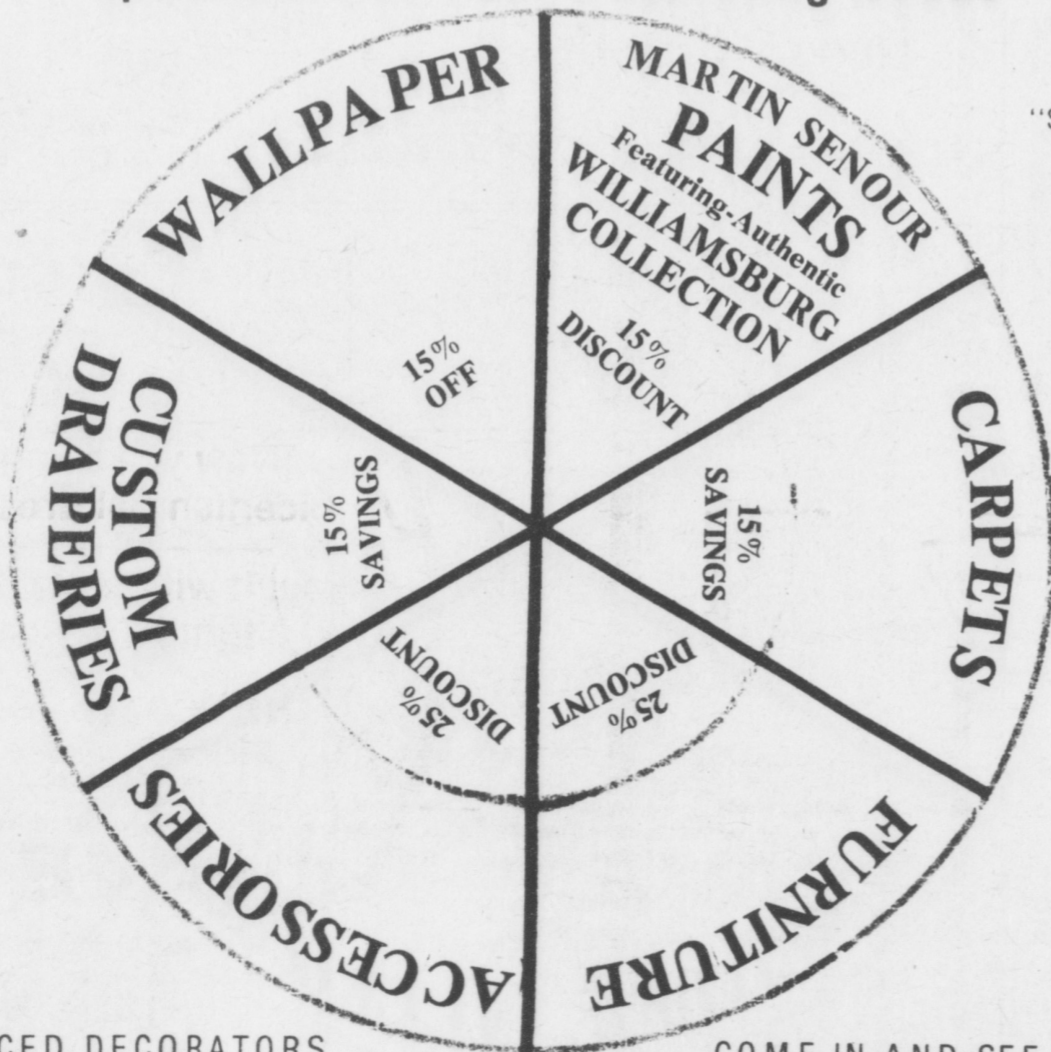 WALLPAPER
15%
OFF
MARTIN SENOUR
PAINTS
Featuring-Authentic
WILLIAMSBURG
COLLECTION
15%
DISCOUNT
CARPETS
15%
SAVINGS
FURNITURE
25%
DISCOUNT
ACCESSORIES
25%
DISCOUNT
CUSTOM
DRAPERIES
15%
SAVINGS
DECORATORS
COME IN AND SEE